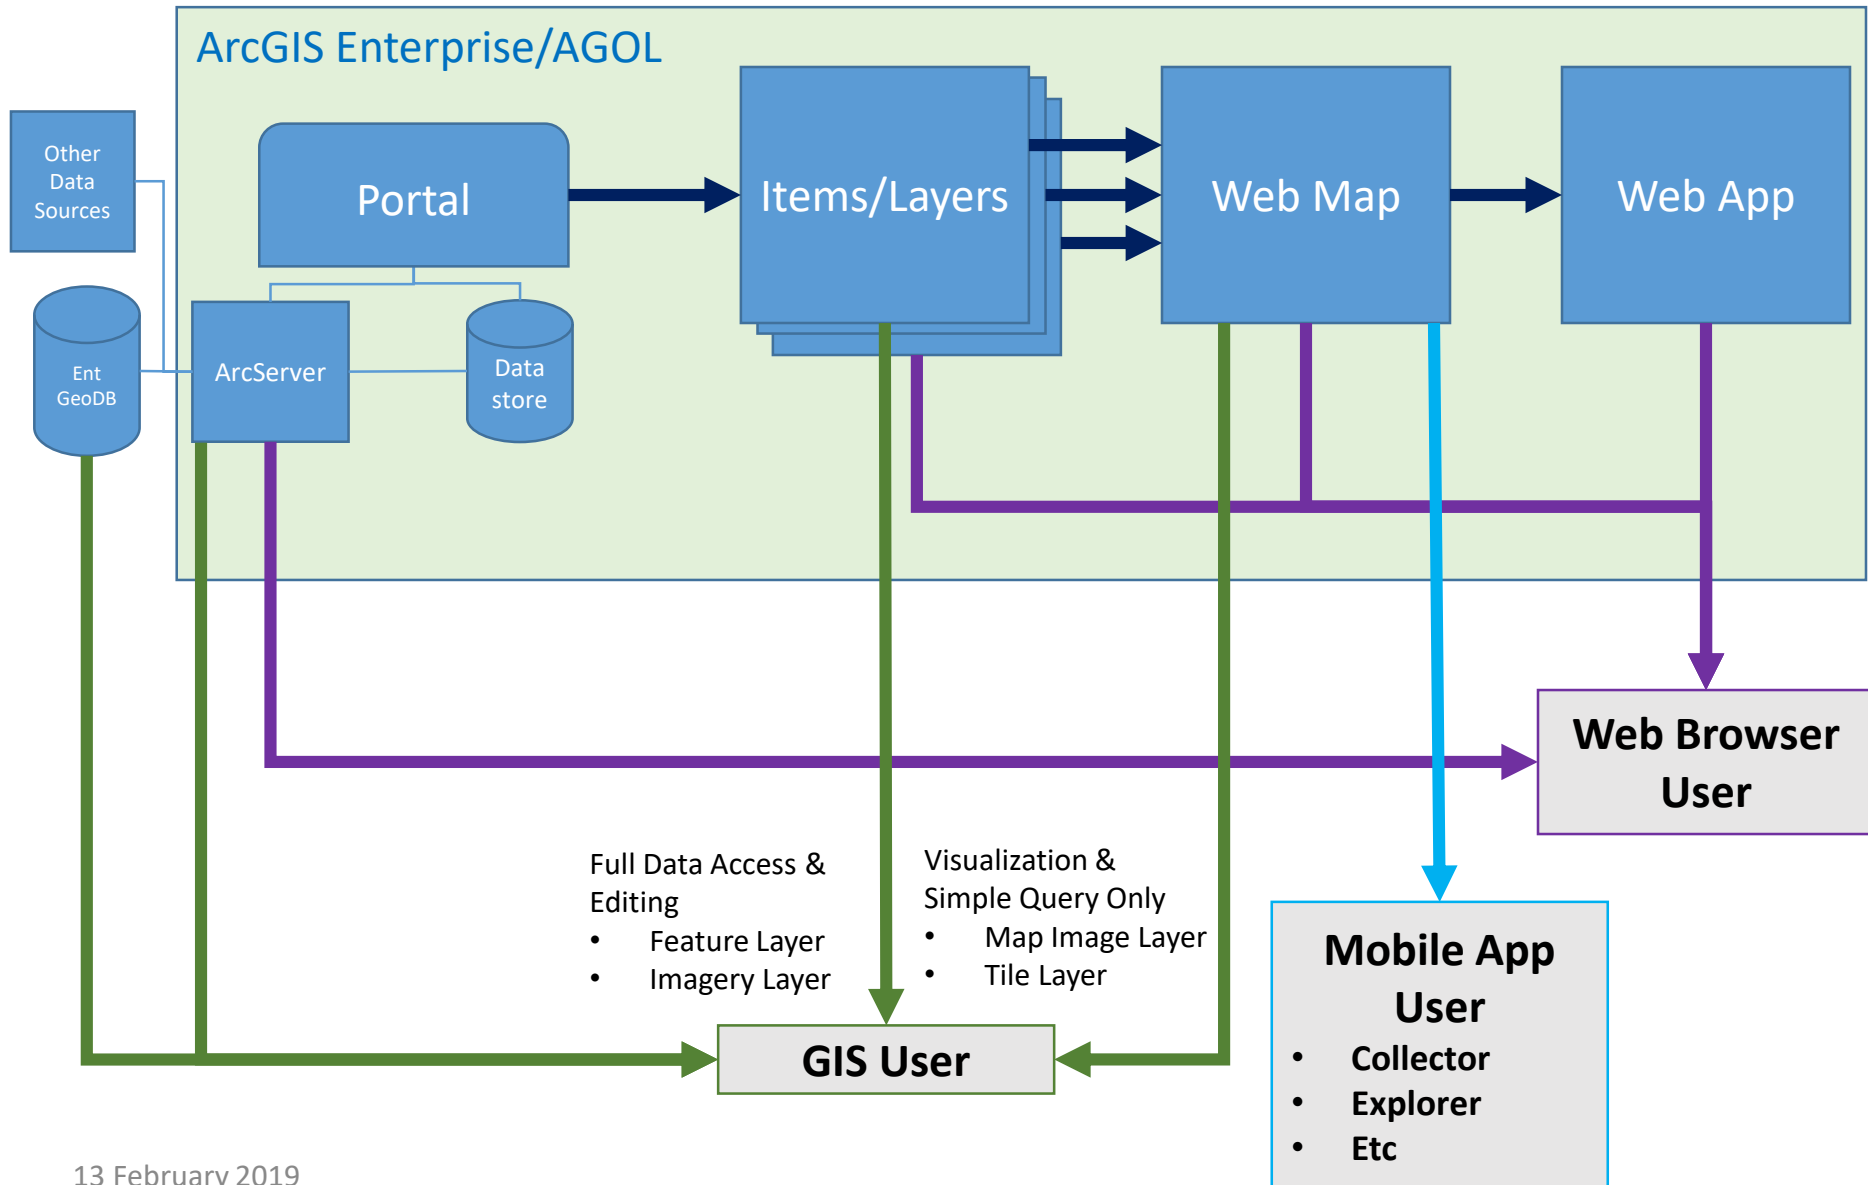 ArcGIS Enterprise/AGOL
Other
Data
Sources
Portal
Items/Layers
Web Map
Web App
Ent
GeoDB
ArcServer
Data
store
Web Browser
User
Full Data Access &
Editing
• Feature Layer
• Imagery Layer
Visualization &
Simple Query Only
• Map Image Layer
• Tile Layer
GIS User
Mobile App
User
• Collector
• Explorer
• Etc
13 February 2019